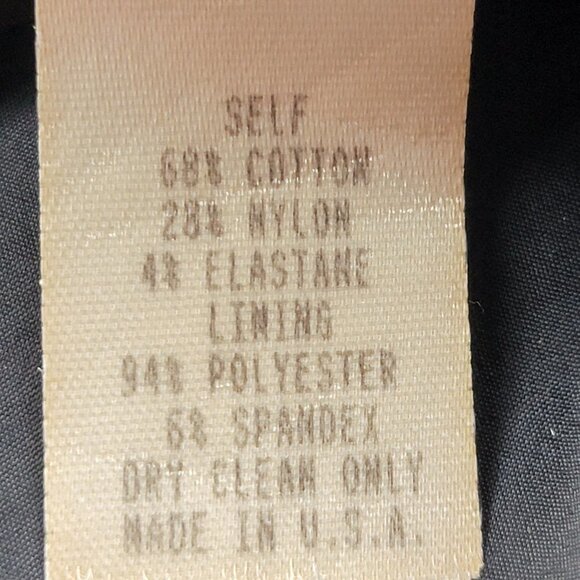 SELF
68% COTTON
28% NYLON
4% ELASTANE
LINING
94% POLYESTER
6% SPANDEX
DRY CLEAN ONLY
MADE IN U.S.A.